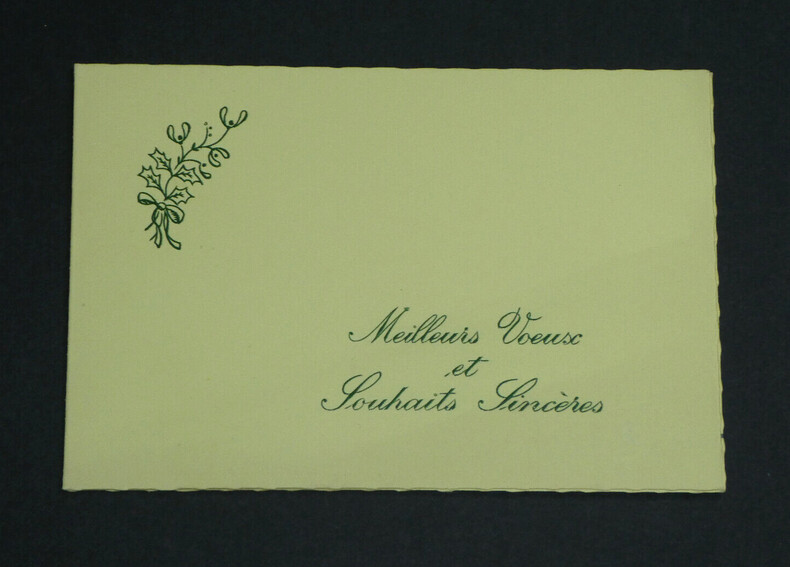 Meilleurs Voeux
et
Souhaits Sincères